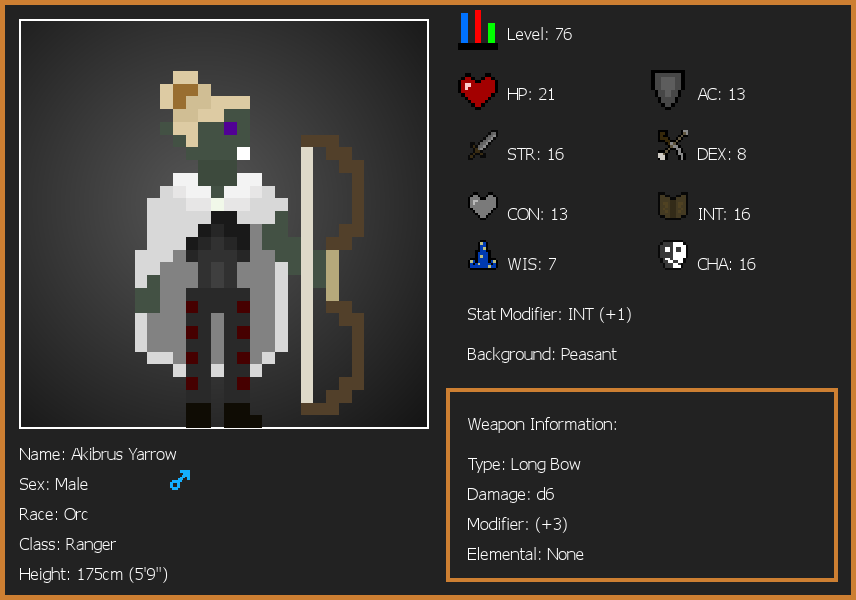 Level: 76
HP: 21
AC: 13
STR: 16
DEX: 8
CON: 13
INT: 16
WIS: 7
CHA: 16
Stat Modifier: INT (+1)
Background: Peasant
Weapon Information:
Type: Long Bow
Damage: d6
Modifier: (+3)
Elemental: None
Name: Akibrus Yarrow
Sex: Male
Race: Orc
Class: Ranger
Height: 175cm (5'9")